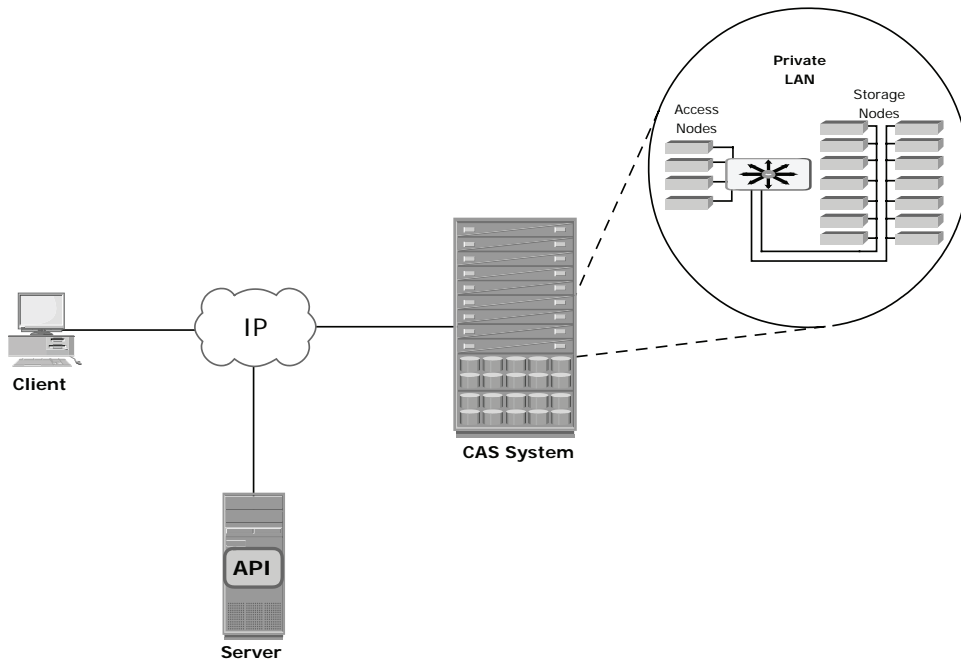 Private
LAN
Access
Nodes
Storage
Nodes
IP
Client
CAS System
API
Server